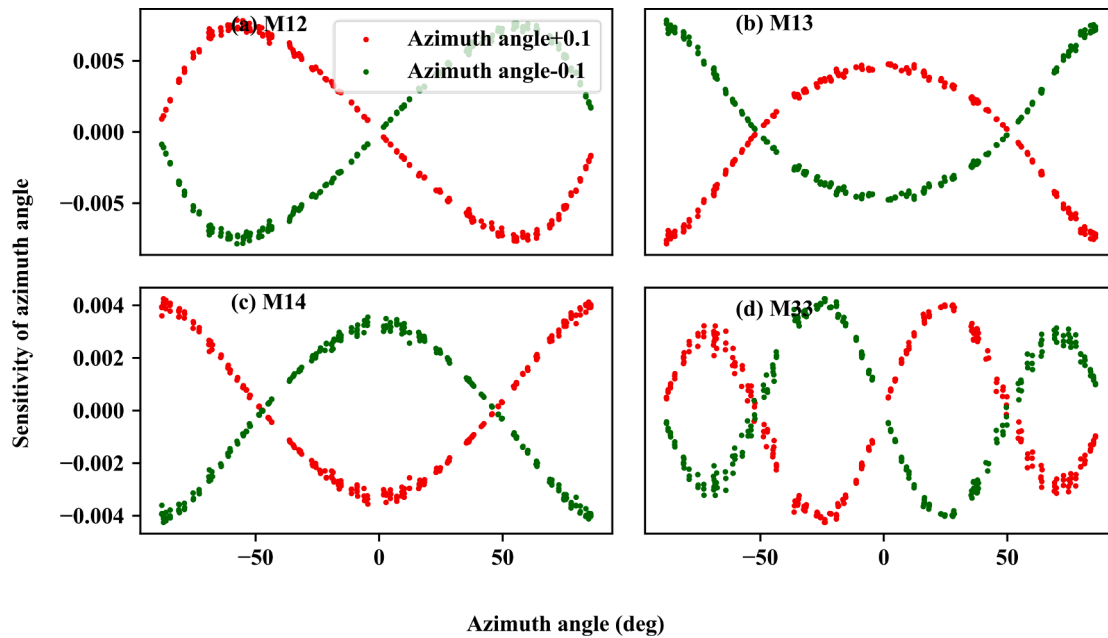 (a) M12
Azimuth angle+0.1
Azimuth angle-0.1
(b) M13
0.005
0.000
−0.005
Sensitivity of azimuth angle
(c) M14
(d) M33
0.004
0.002
0.000
−0.002
−0.004
−50 0 50
−50 0 50
Azimuth angle (deg)